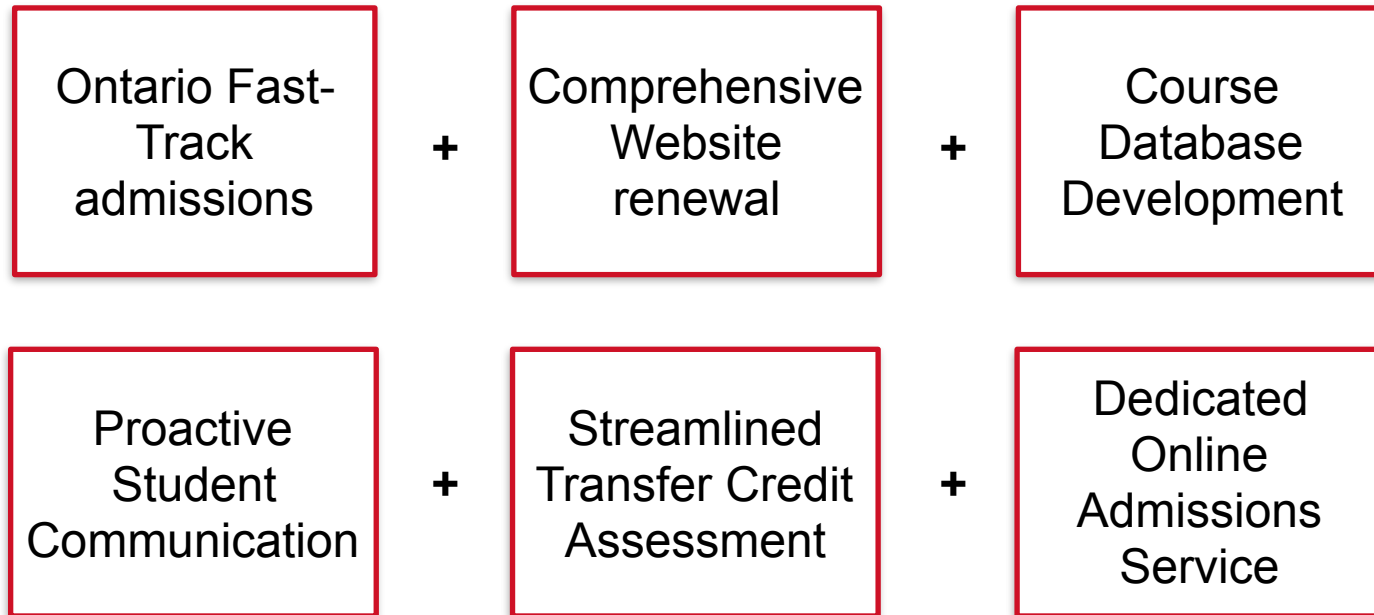 Ontario Fast-
Track
admissions
+
Comprehensive
Website
renewal
+
Course
Database
Development
Proactive
Student
Communication
+
Streamlined
Transfer Credit
Assessment
+
Dedicated
Online
Admissions
Service